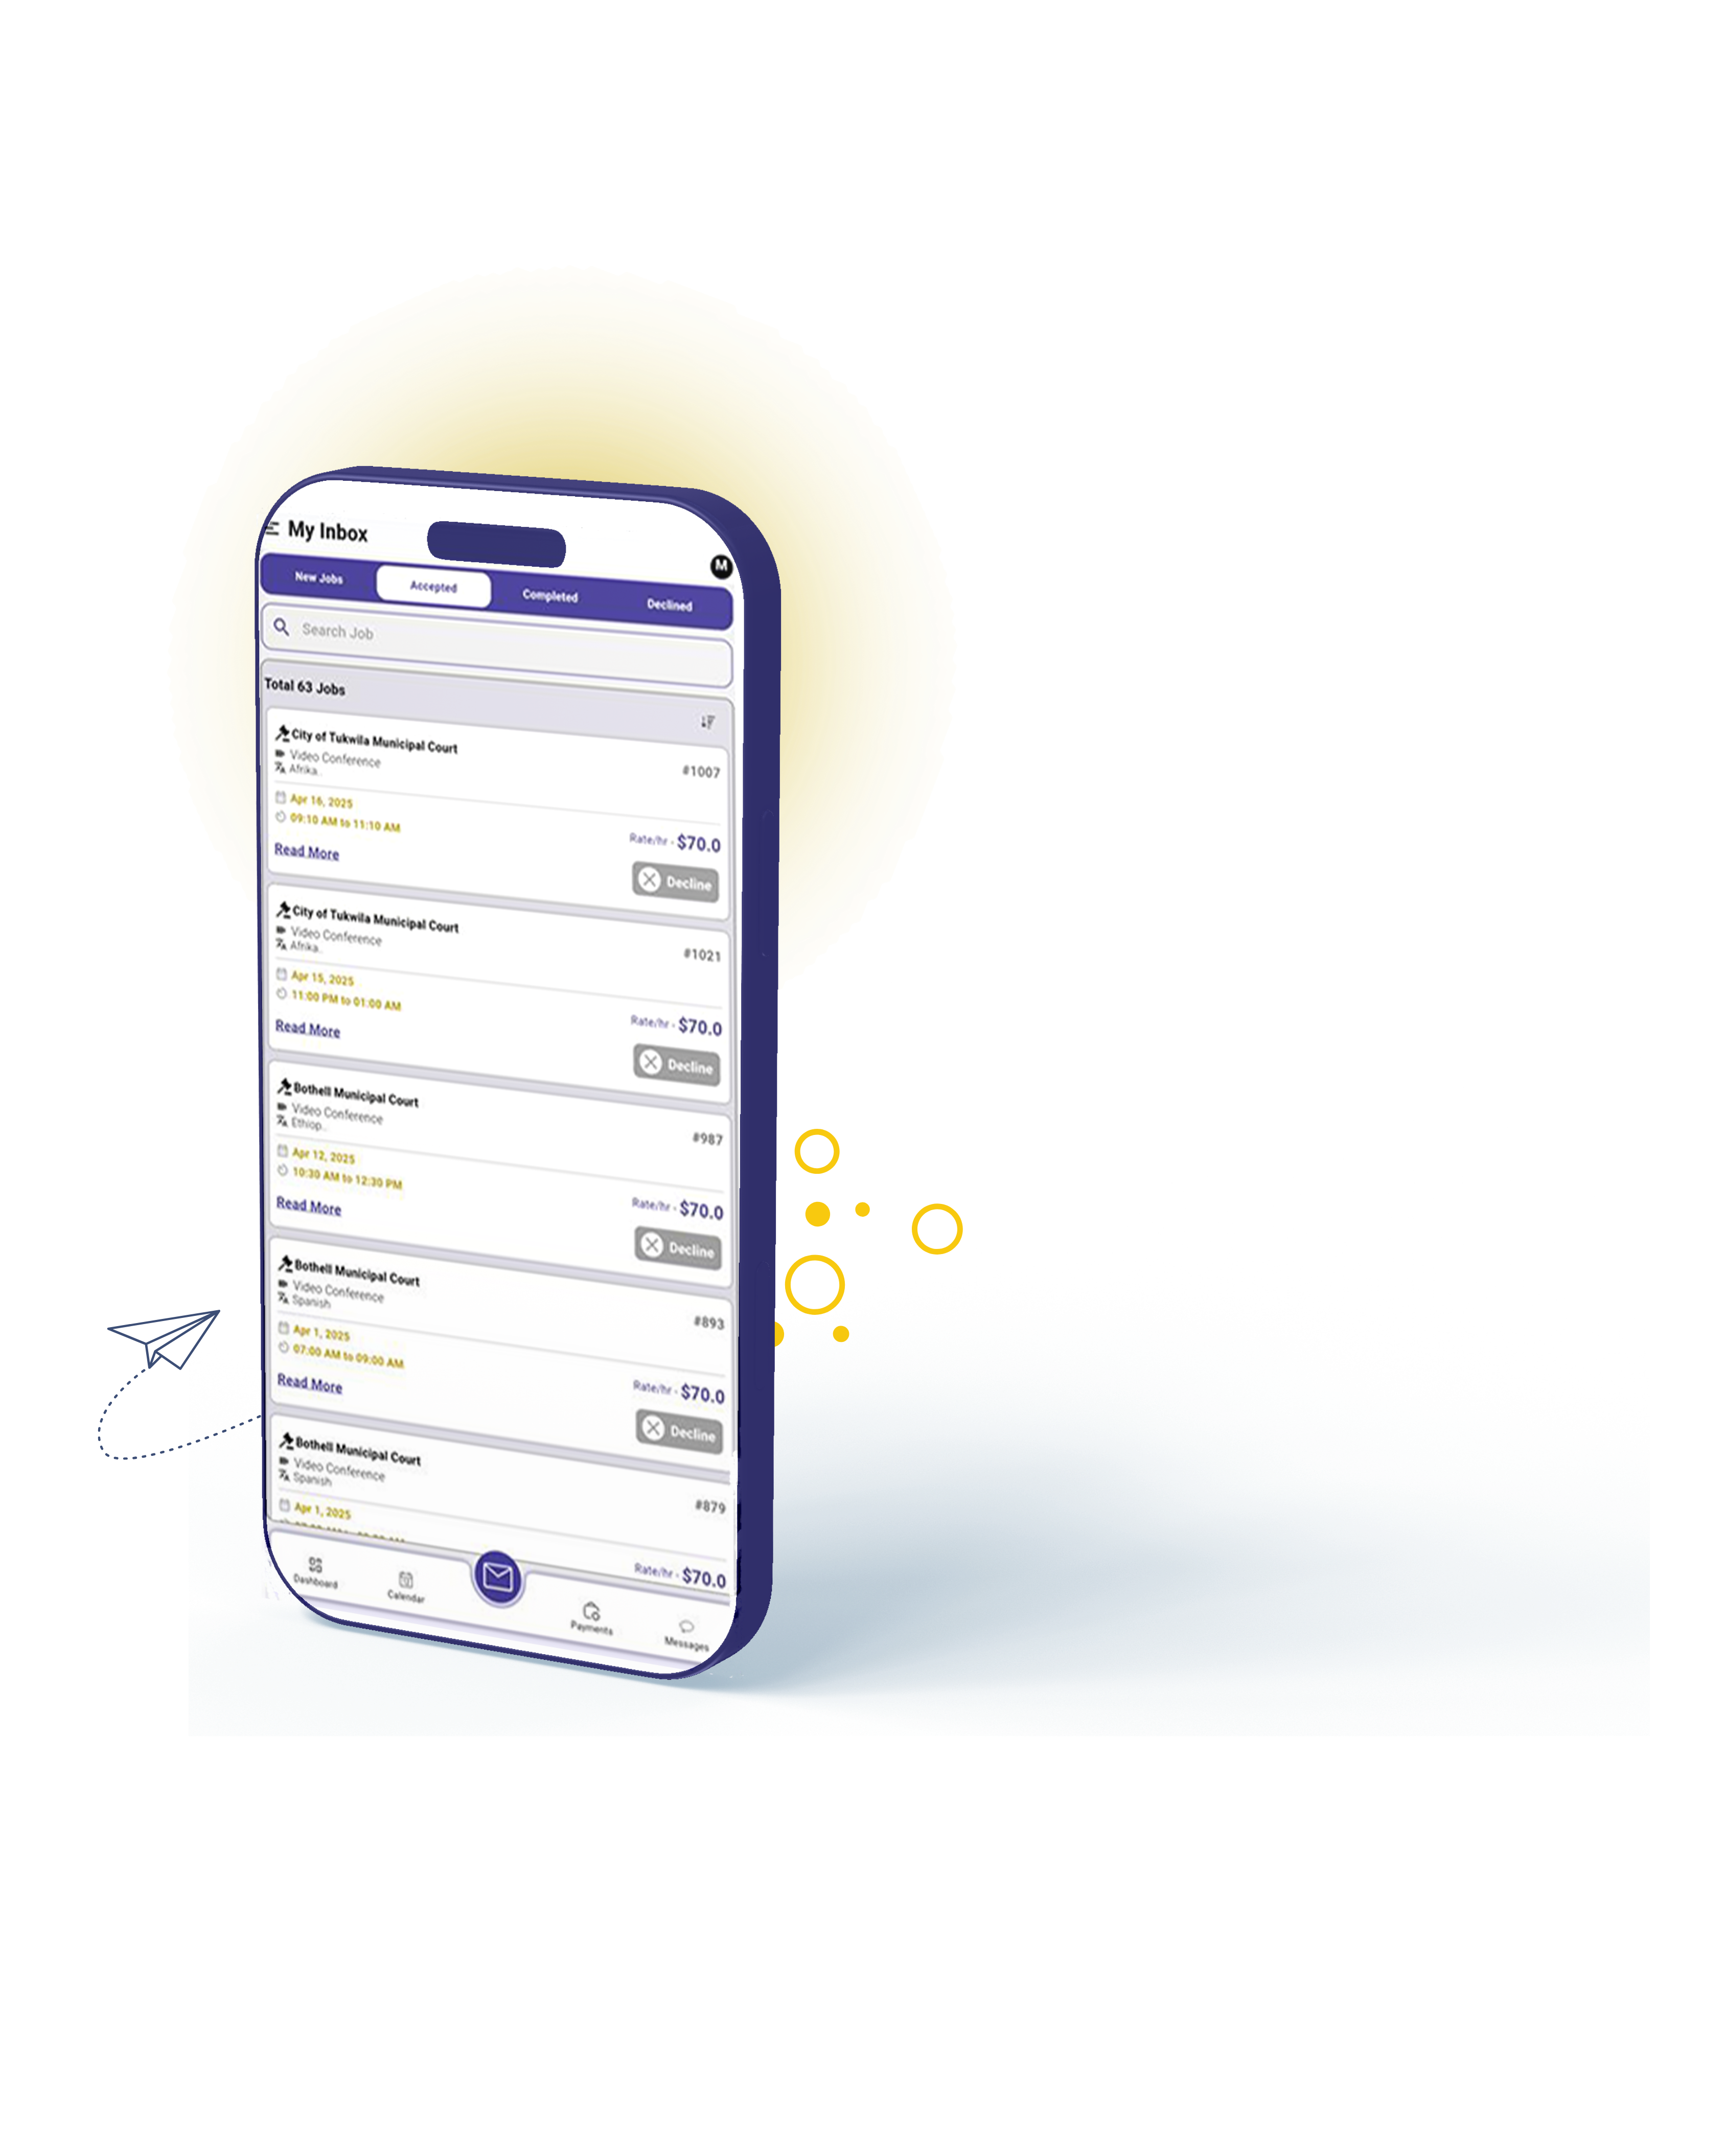 My Inbox
M
New Jobs
Accepted
Completed
Declined
Search Job
Total 63 Jobs
City of Tukwila Municipal Court
Video Conference
#1007
Afrika..
Apr 16, 2025
09:10 AM to 11:10 AM
Rate/hr - $70.0
Read More
Decline
City of Tukwila Municipal Court
Video Conference
#1021
Afrika..
Apr 15, 2025
11:00 PM to 01:00 AM
Rate/hr - $70.0
Read More
Decline
Bothell Municipal Court
Video Conference
#987
Ethiop..
Apr 12, 2025
10:30 AM to 12:30 PM
Rate/hr - $70.0
Read More
Decline
Bothell Municipal Court
Video Conference
#893
Spanish
Apr 1, 2025
07:00 AM to 09:00 AM
Rate/hr - $70.0
Read More
Decline
Bothell Municipal Court
Video Conference
#879
Spanish
Apr 1, 2025
Rate/hr - $70.0
Dashboard
Calendar
Payments
Messages